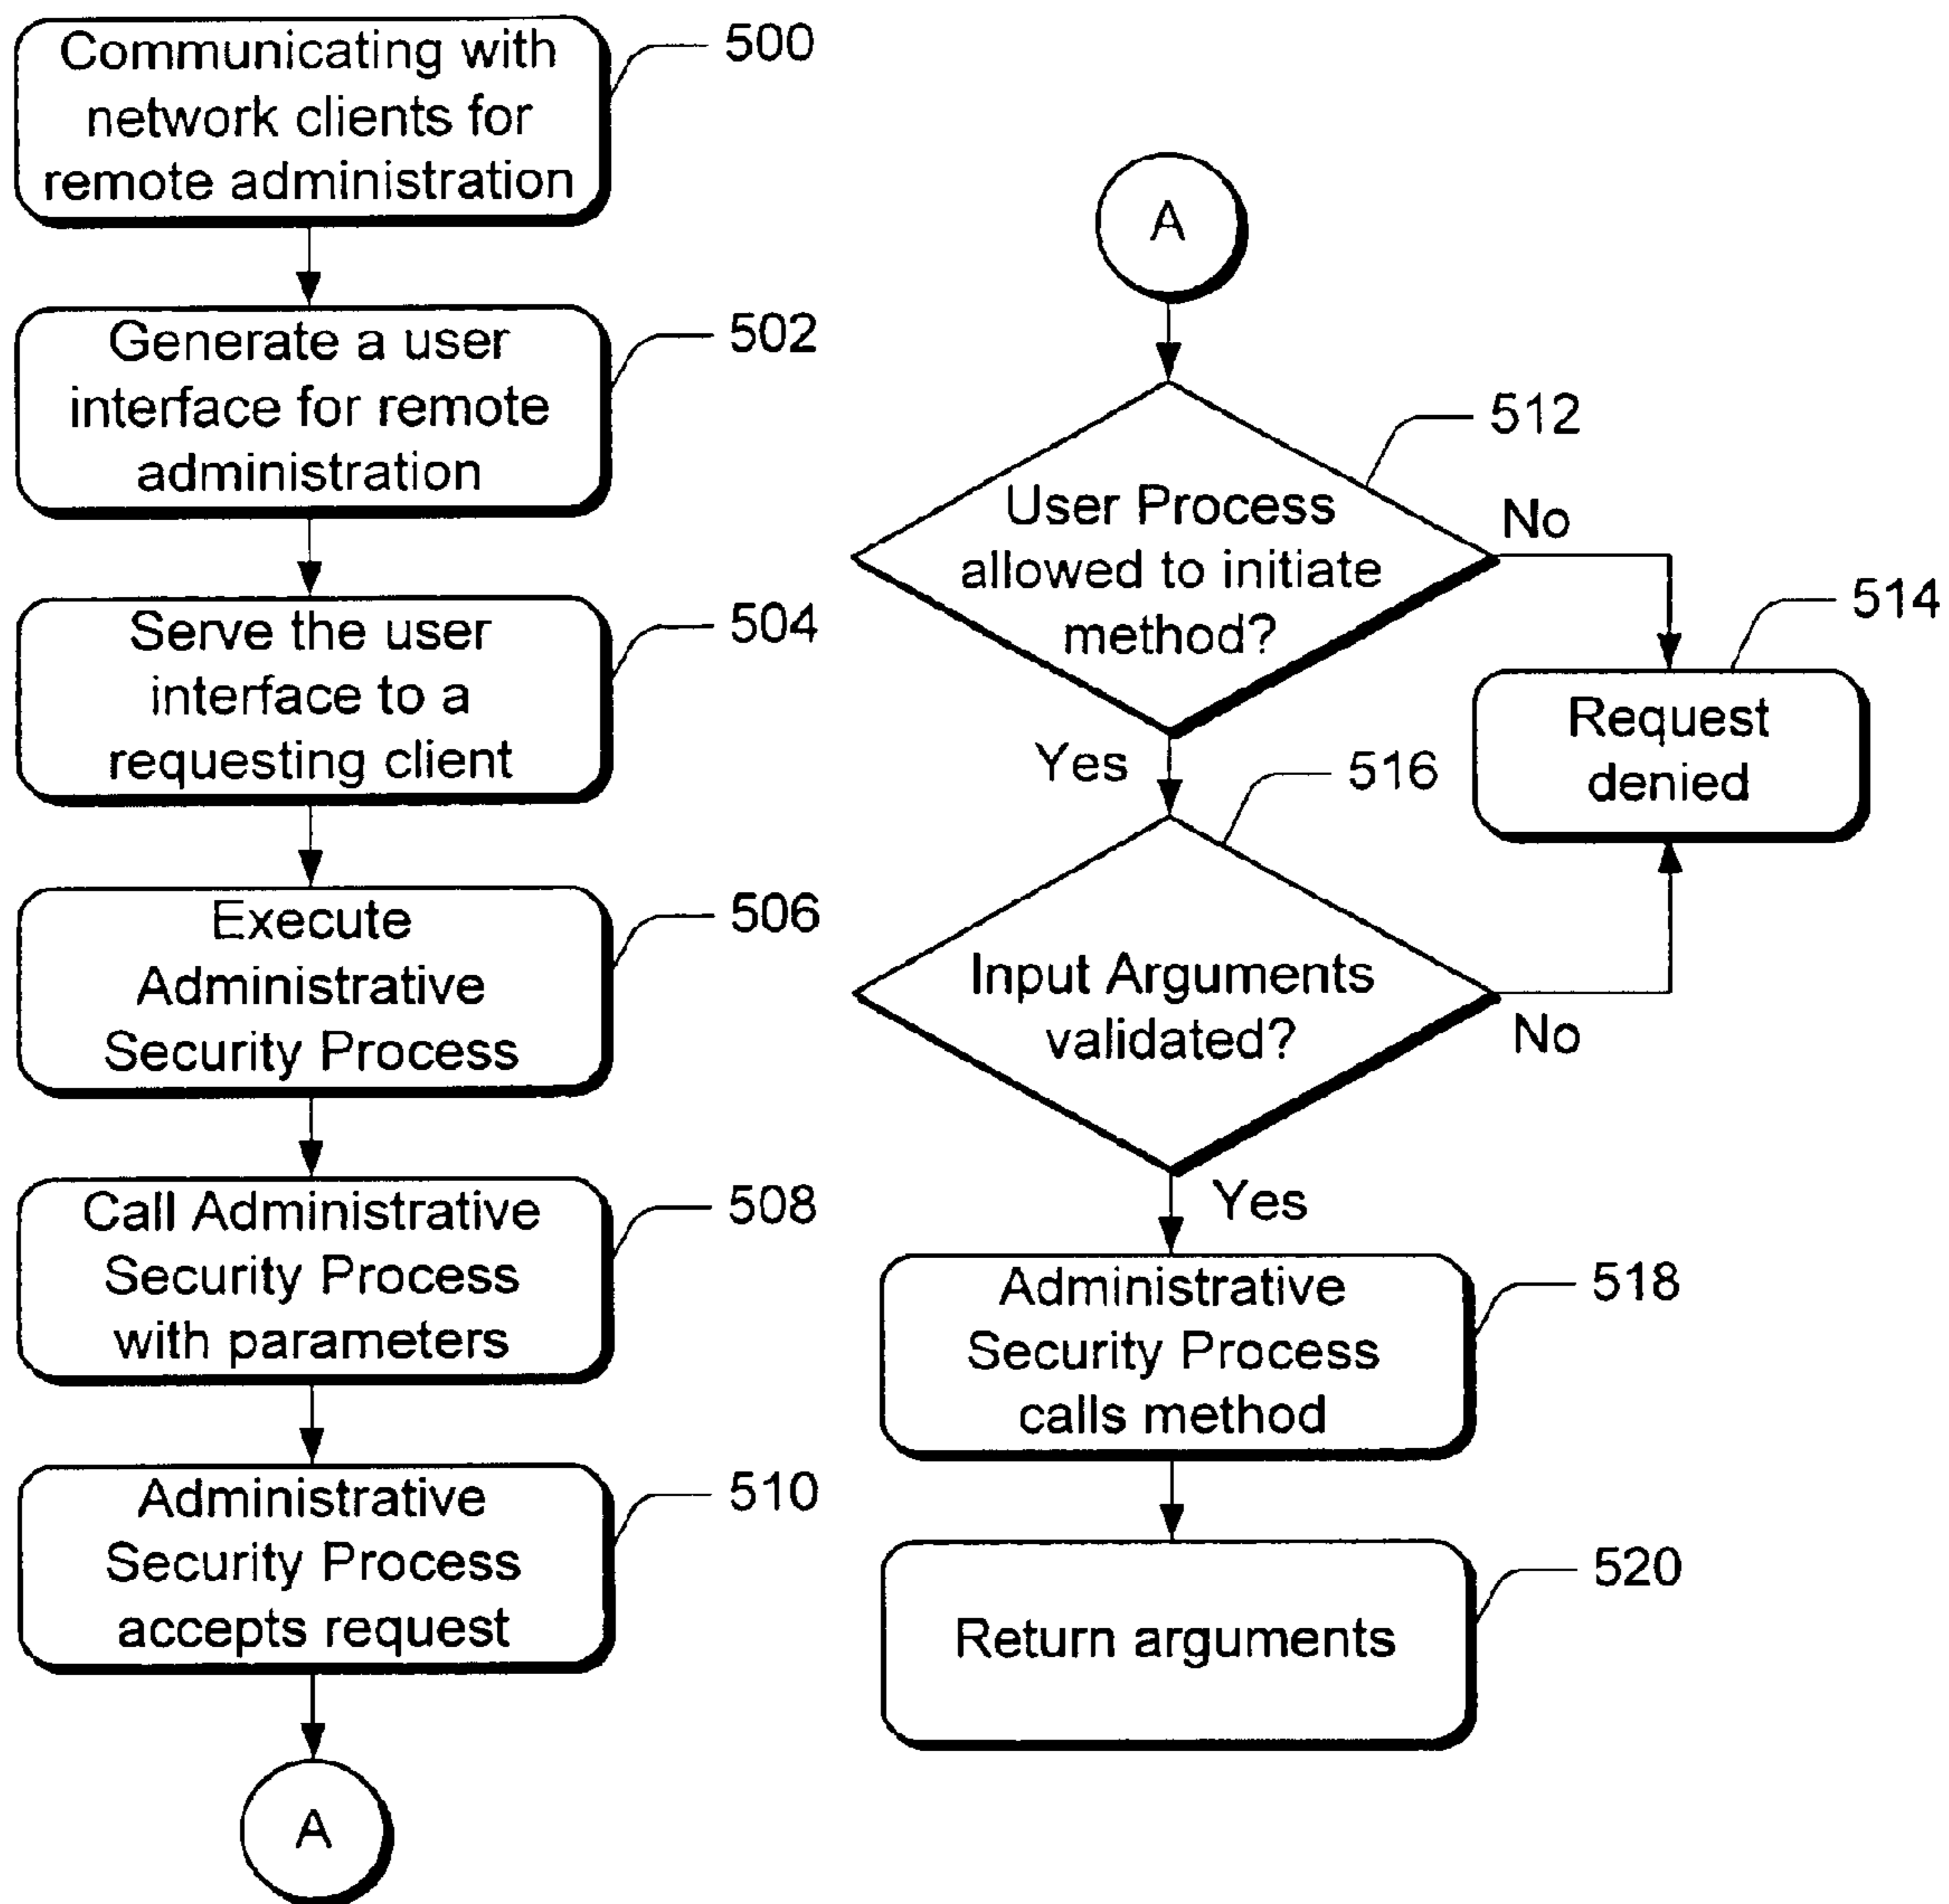 Communicating with
network clients for
remote administration
500
Generate a user
interface for remote
administration
502
Serve the user
interface to a
requesting client
504
Execute
Administrative
Security Process
506
Call Administrative
Security Process
with parameters
508
Administrative
Security Process
accepts request
510
A
A
512
User Process
allowed to initiate
method?
No
514
Request
denied
Yes
516
Input Arguments
validated?
No
Yes
Administrative
Security Process
calls method
518
Return arguments
520